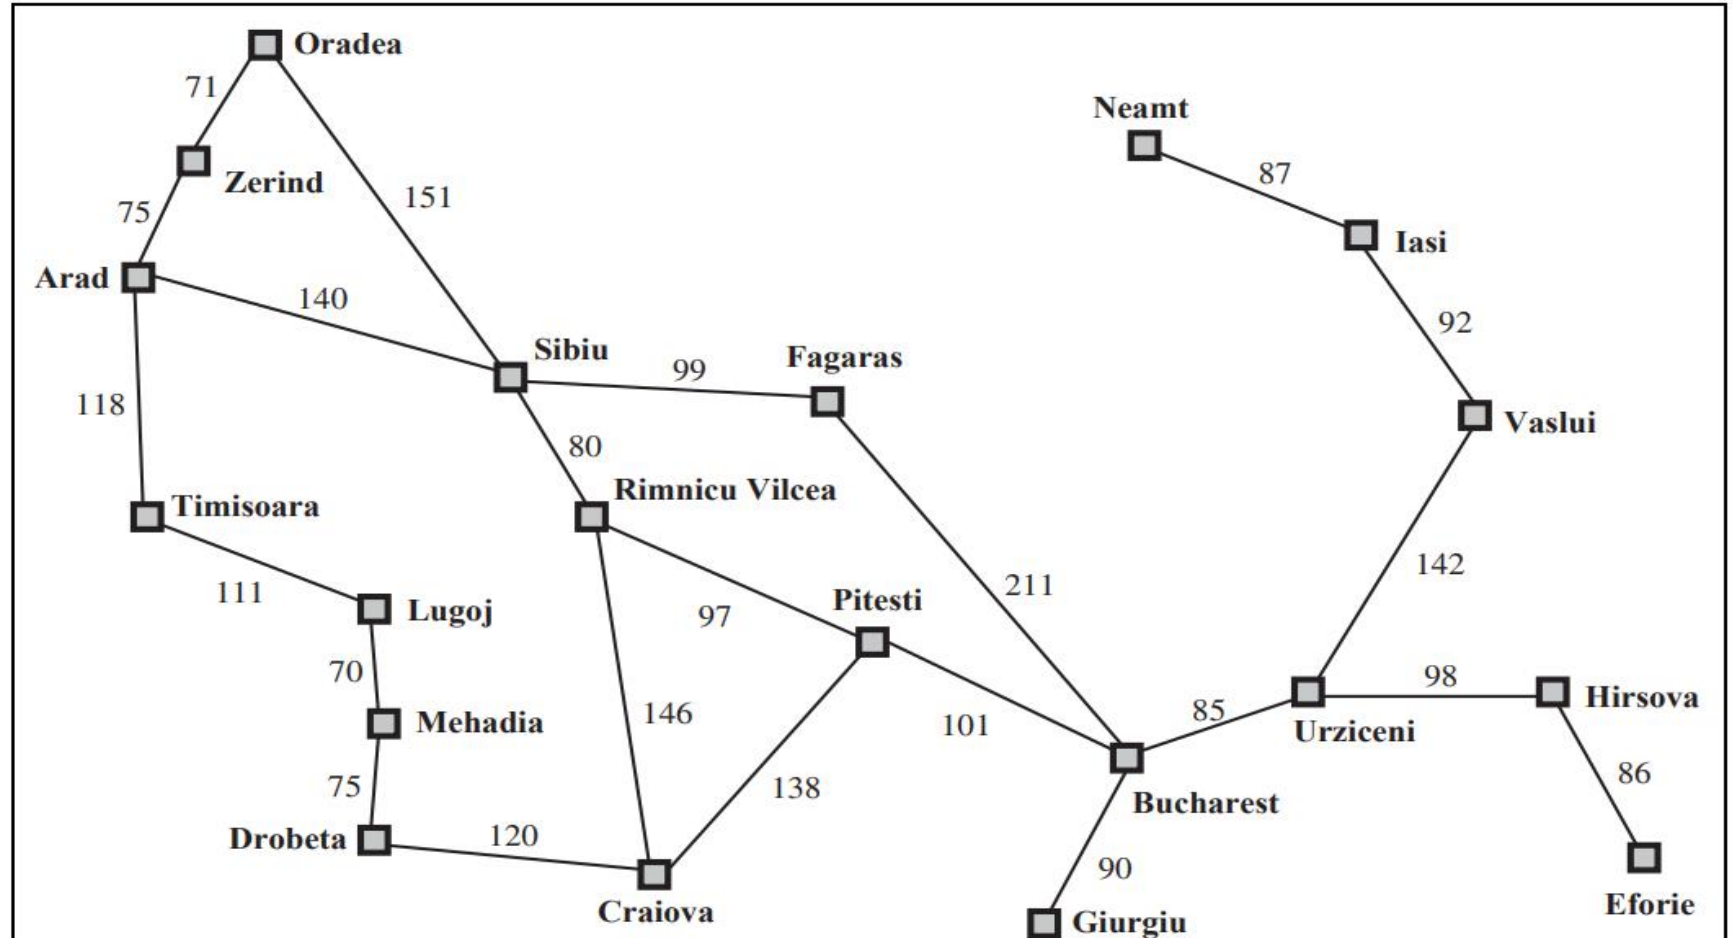 Oradea
71
Neamt
87
Zerind
151
75
Iasi
Arad
140
92
Sibiu
Fagaras
99
118
Vaslui
80
Rimnicu Vilcea
Timisoara
142
211
111
Pitesti
Lugoj
97
70
98
Hirsova
146
85
Mehadia
101
Urziceni
86
75
138
Bucharest
Drobeta
120
90
Eforie
Craiova
Giurgiu